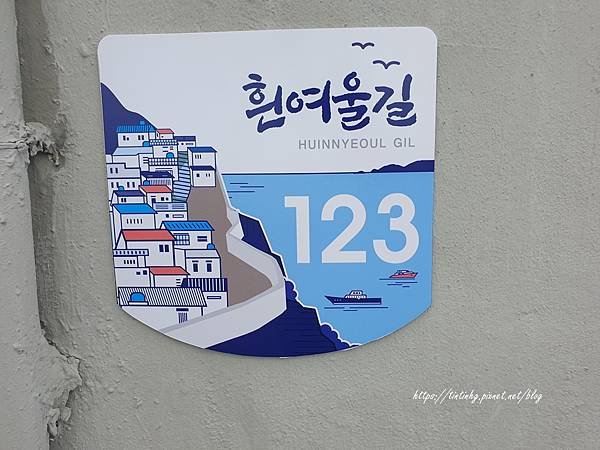 흰여울길
HUINNYEOUL GIL
123
https://tintinhg.pixnet.net/blog